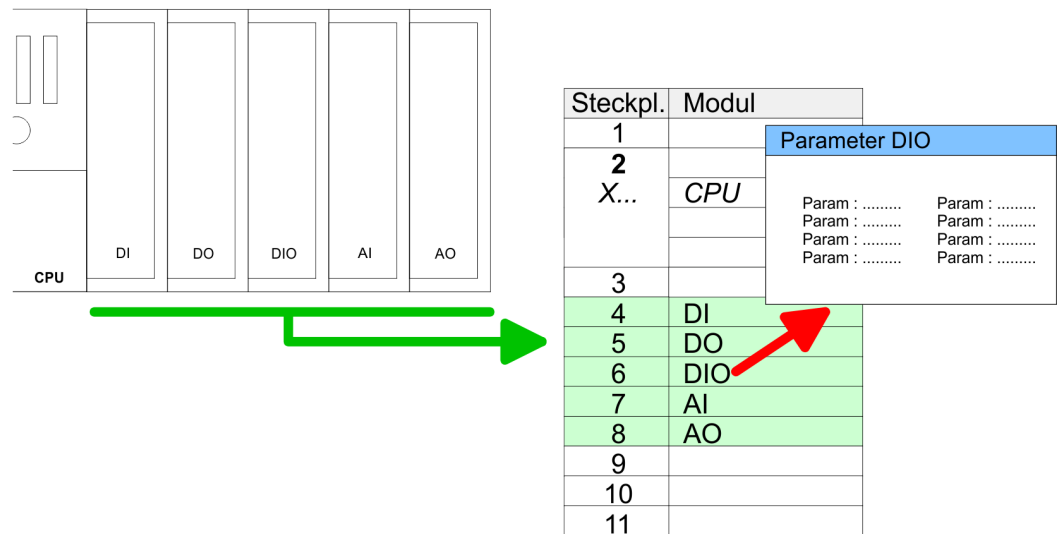 CPU
DI
DO
DIO
AI
AO
Steckpl. Modul
1
2
X... CPU
3
4 DI
5 DO
6 DIO
7 AI
8 AO
9
10
11
Parameter DIO
Param : ......... Param : .........
Param : ......... Param : .........
Param : ......... Param : .........
Param : ......... Param : .........